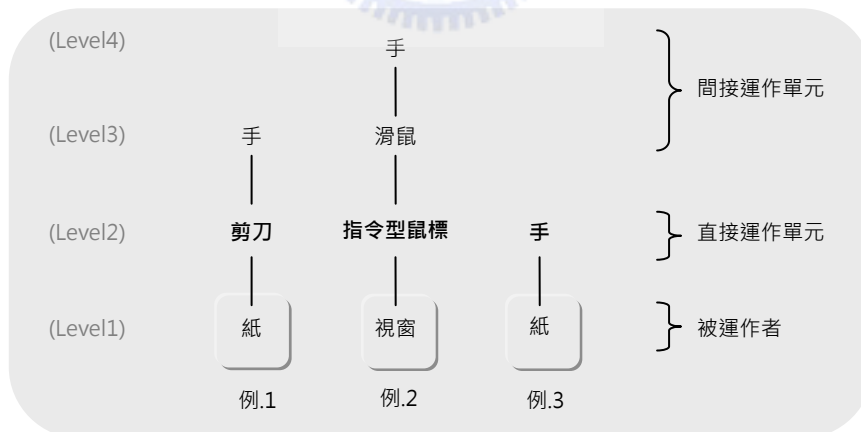 (Level4) 手
間接運作單元
(Level3) 手 滑鼠
(Level2) 剪刀 指令型鼠標 手 直接運作單元
(Level1) 紙 視窗 紙 被運作者
例.1 例.2 例.3